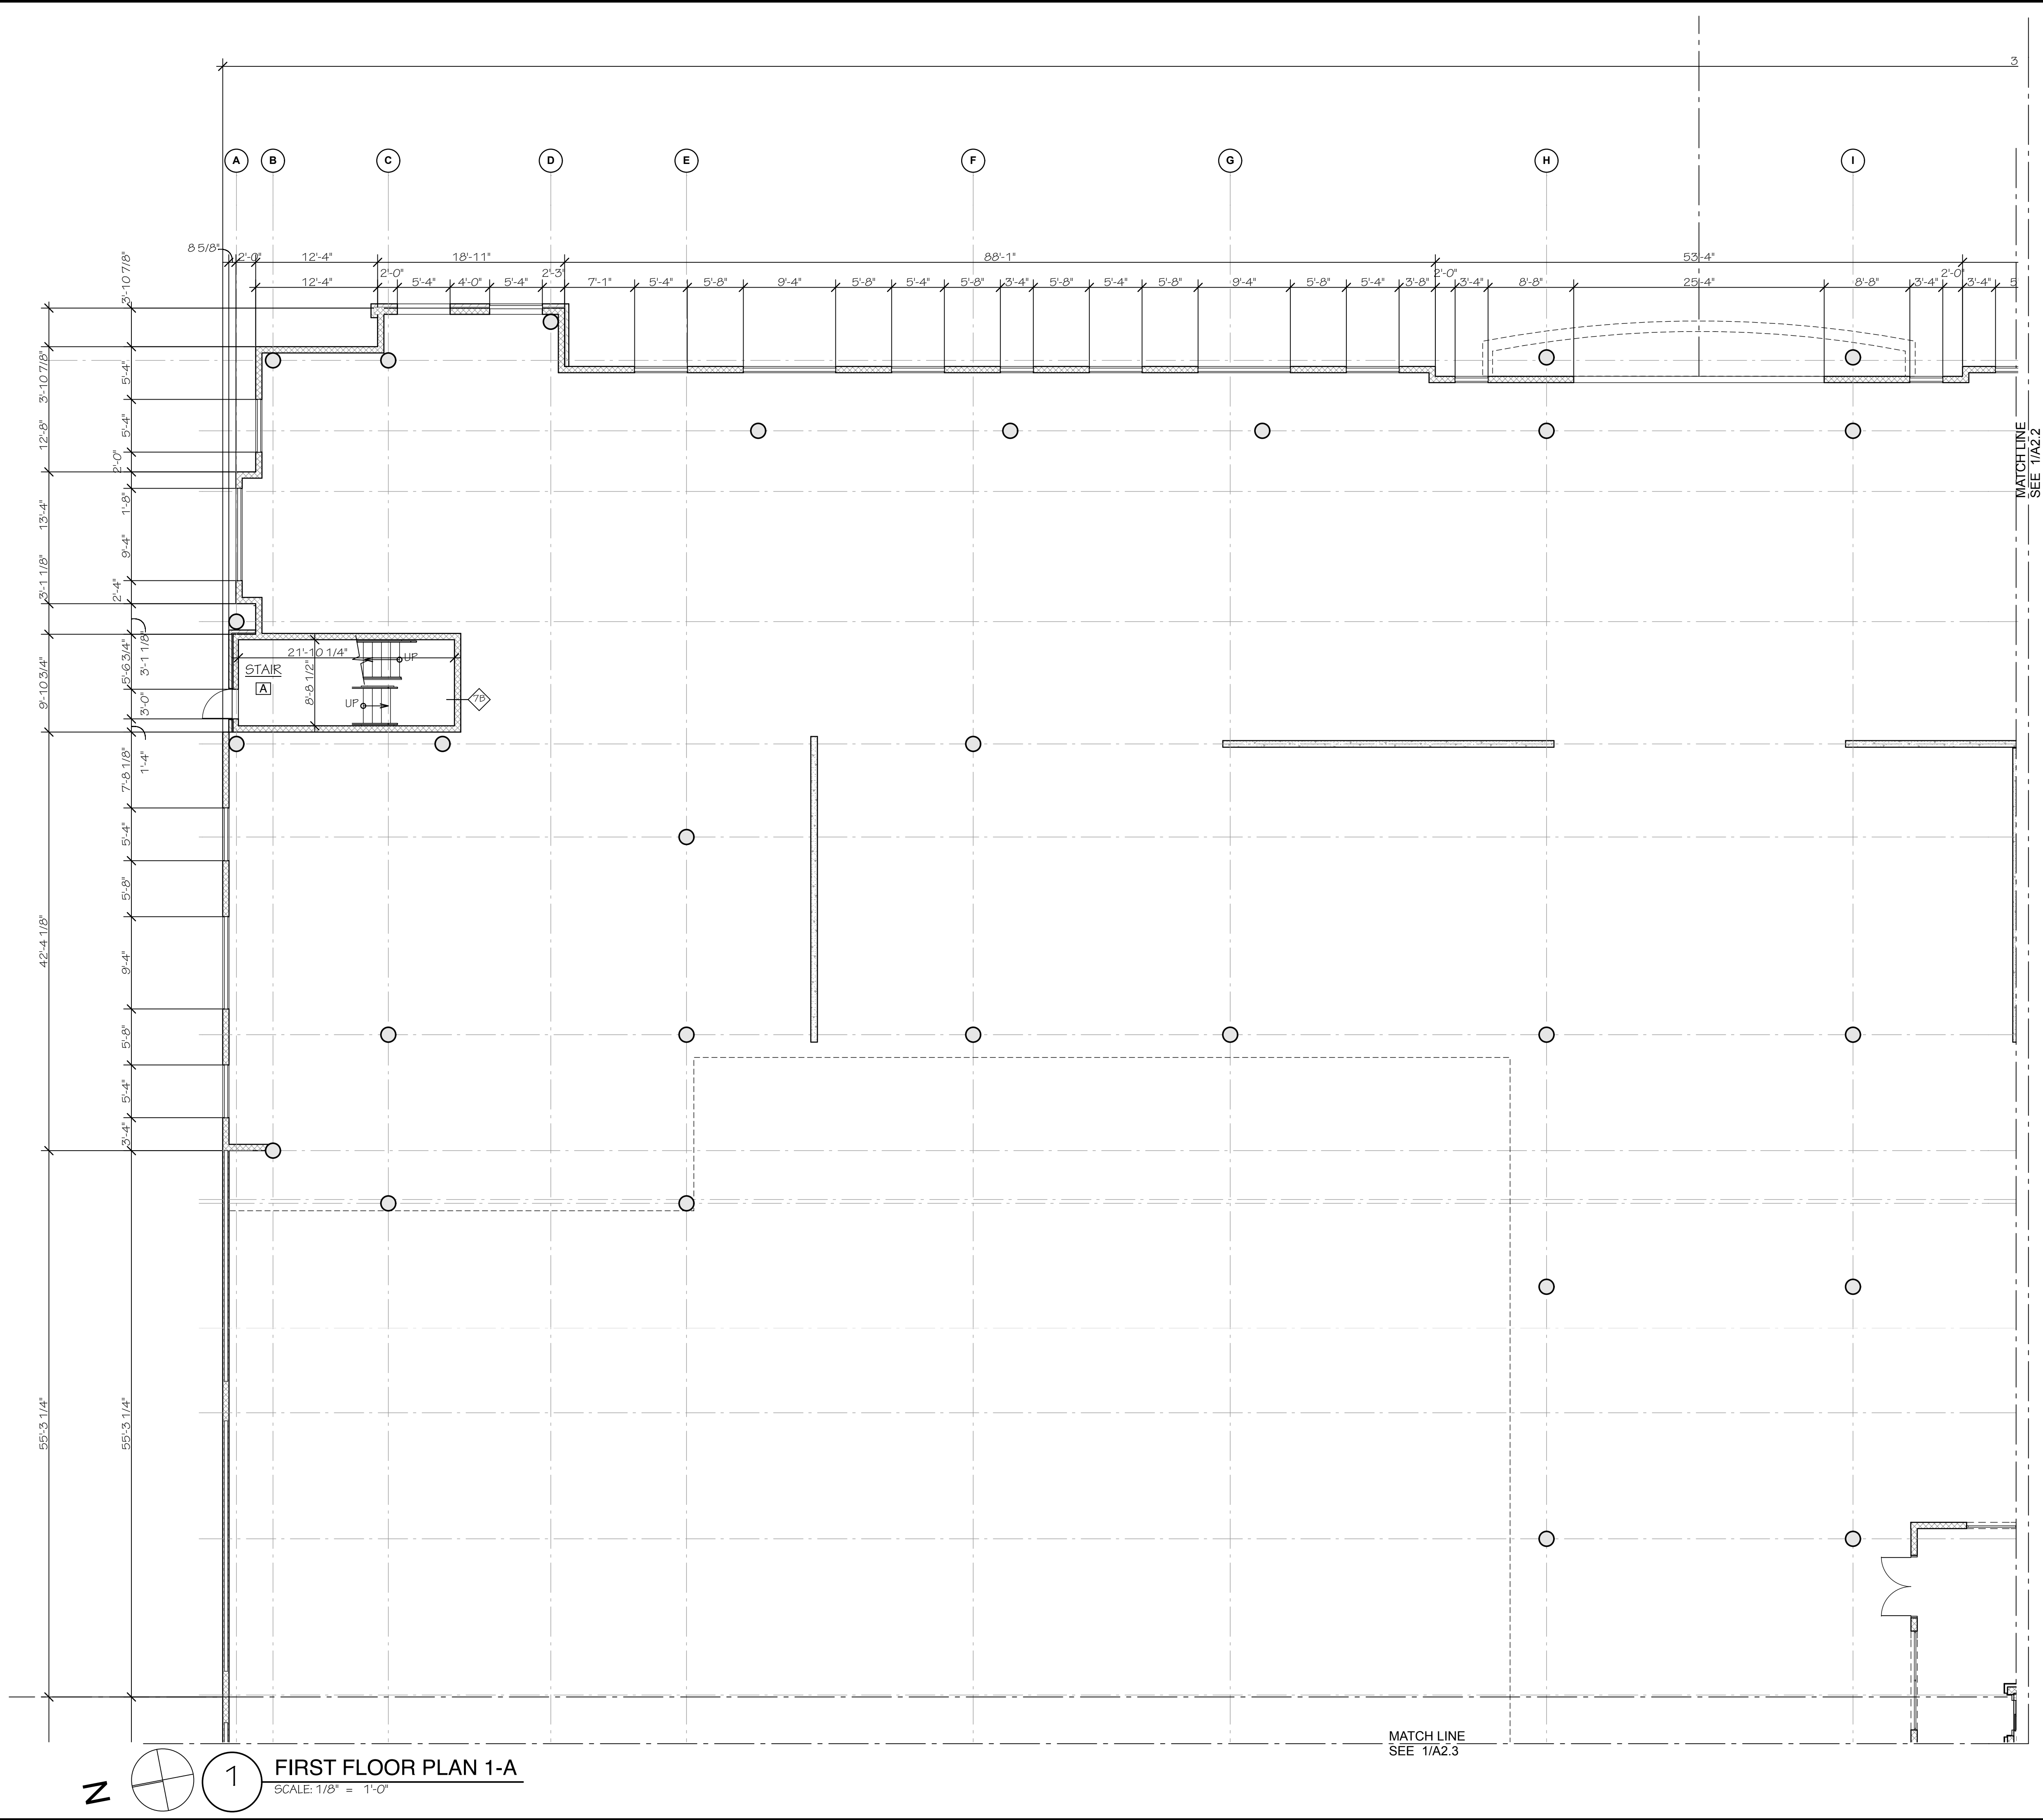 3
A B C D E F G H I
8 5/8" 2'-0" 12'-4" 18'-11" 88'-1" 53'-4"
12'-4" 2'-0" 5'-4" 4'-0" 5'-4" 2'-3" 7'-1" 5'-4" 5'-8" 9'-4" 5'-8" 5'-4" 5'-8" 3'-4" 5'-8" 5'-4" 5'-8" 9'-4" 5'-8" 5'-4" 3'-8" 2'-0" 3'-4" 8'-8" 25'-4" 8'-8" 3'-4" 2'-0" 3'-4" 5
3'-10 7/8"
3'-10 7/8"
12'-8"
13'-4"
3'-1 1/8"
9'-10 3/4"
42'-4 1/8"
55'-3 1/4"
5'-4"
5'-4"
2'-0"
1'-8"
9'-4"
2'-4"
3'-1 1/8"
5'-6 3/4"
3'-0"
1'-4"
7'-8 1/8"
5'-4"
5'-8"
9'-4"
5'-8"
5'-4"
3'-4"
55'-3 1/4"
21'-10 1/4"
8'-8 1/2"
STAIR
A
UP
UP
7B
MATCH LINE
SEE 1/A2.2
MATCH LINE
SEE 1/A2.3
N
1
FIRST FLOOR PLAN 1-A
SCALE: 1/8" = 1'-0"